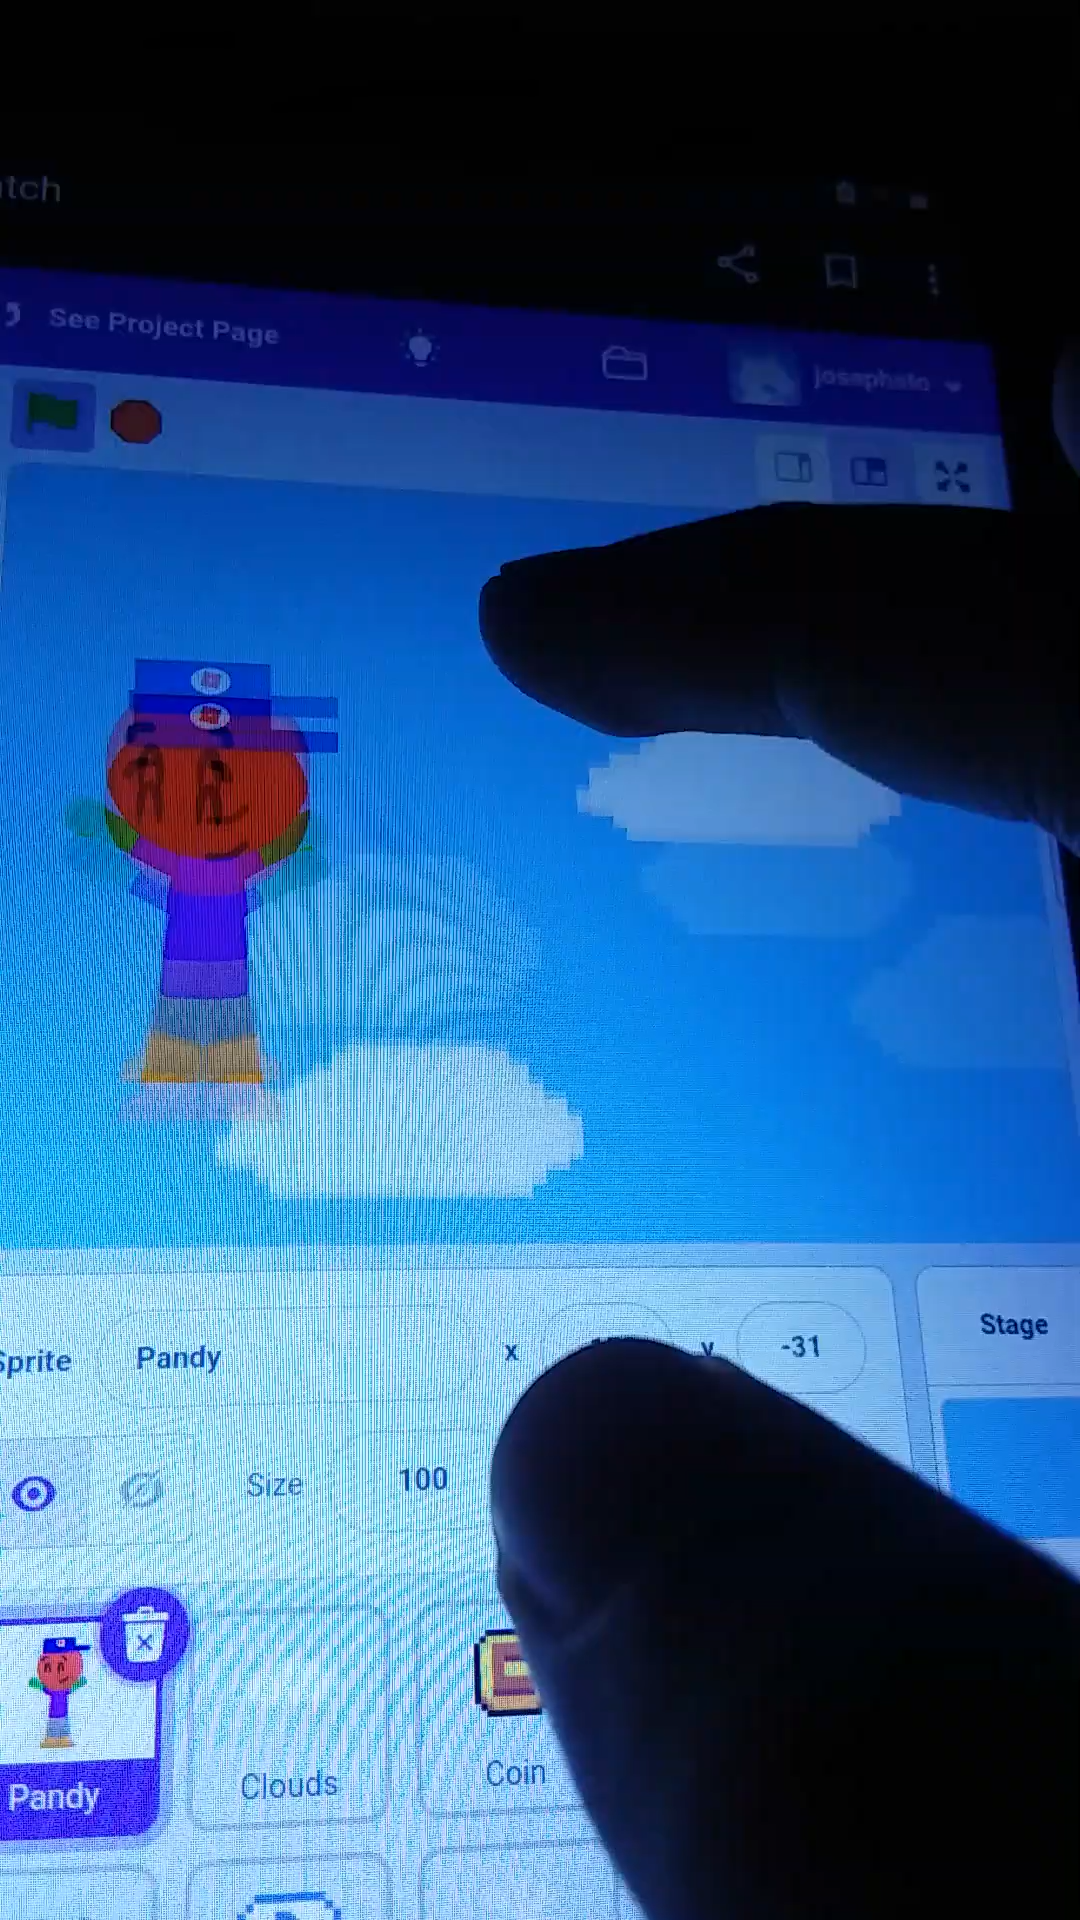 tch
See Project Page
Sprite
Pandy
x
y
-31
Stage
Size
100
Pandy
Clouds
Coin